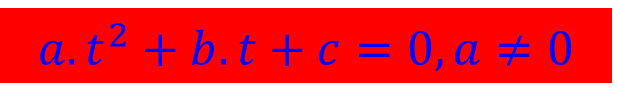 a.t² + b.t + c = 0, a ≠ 0